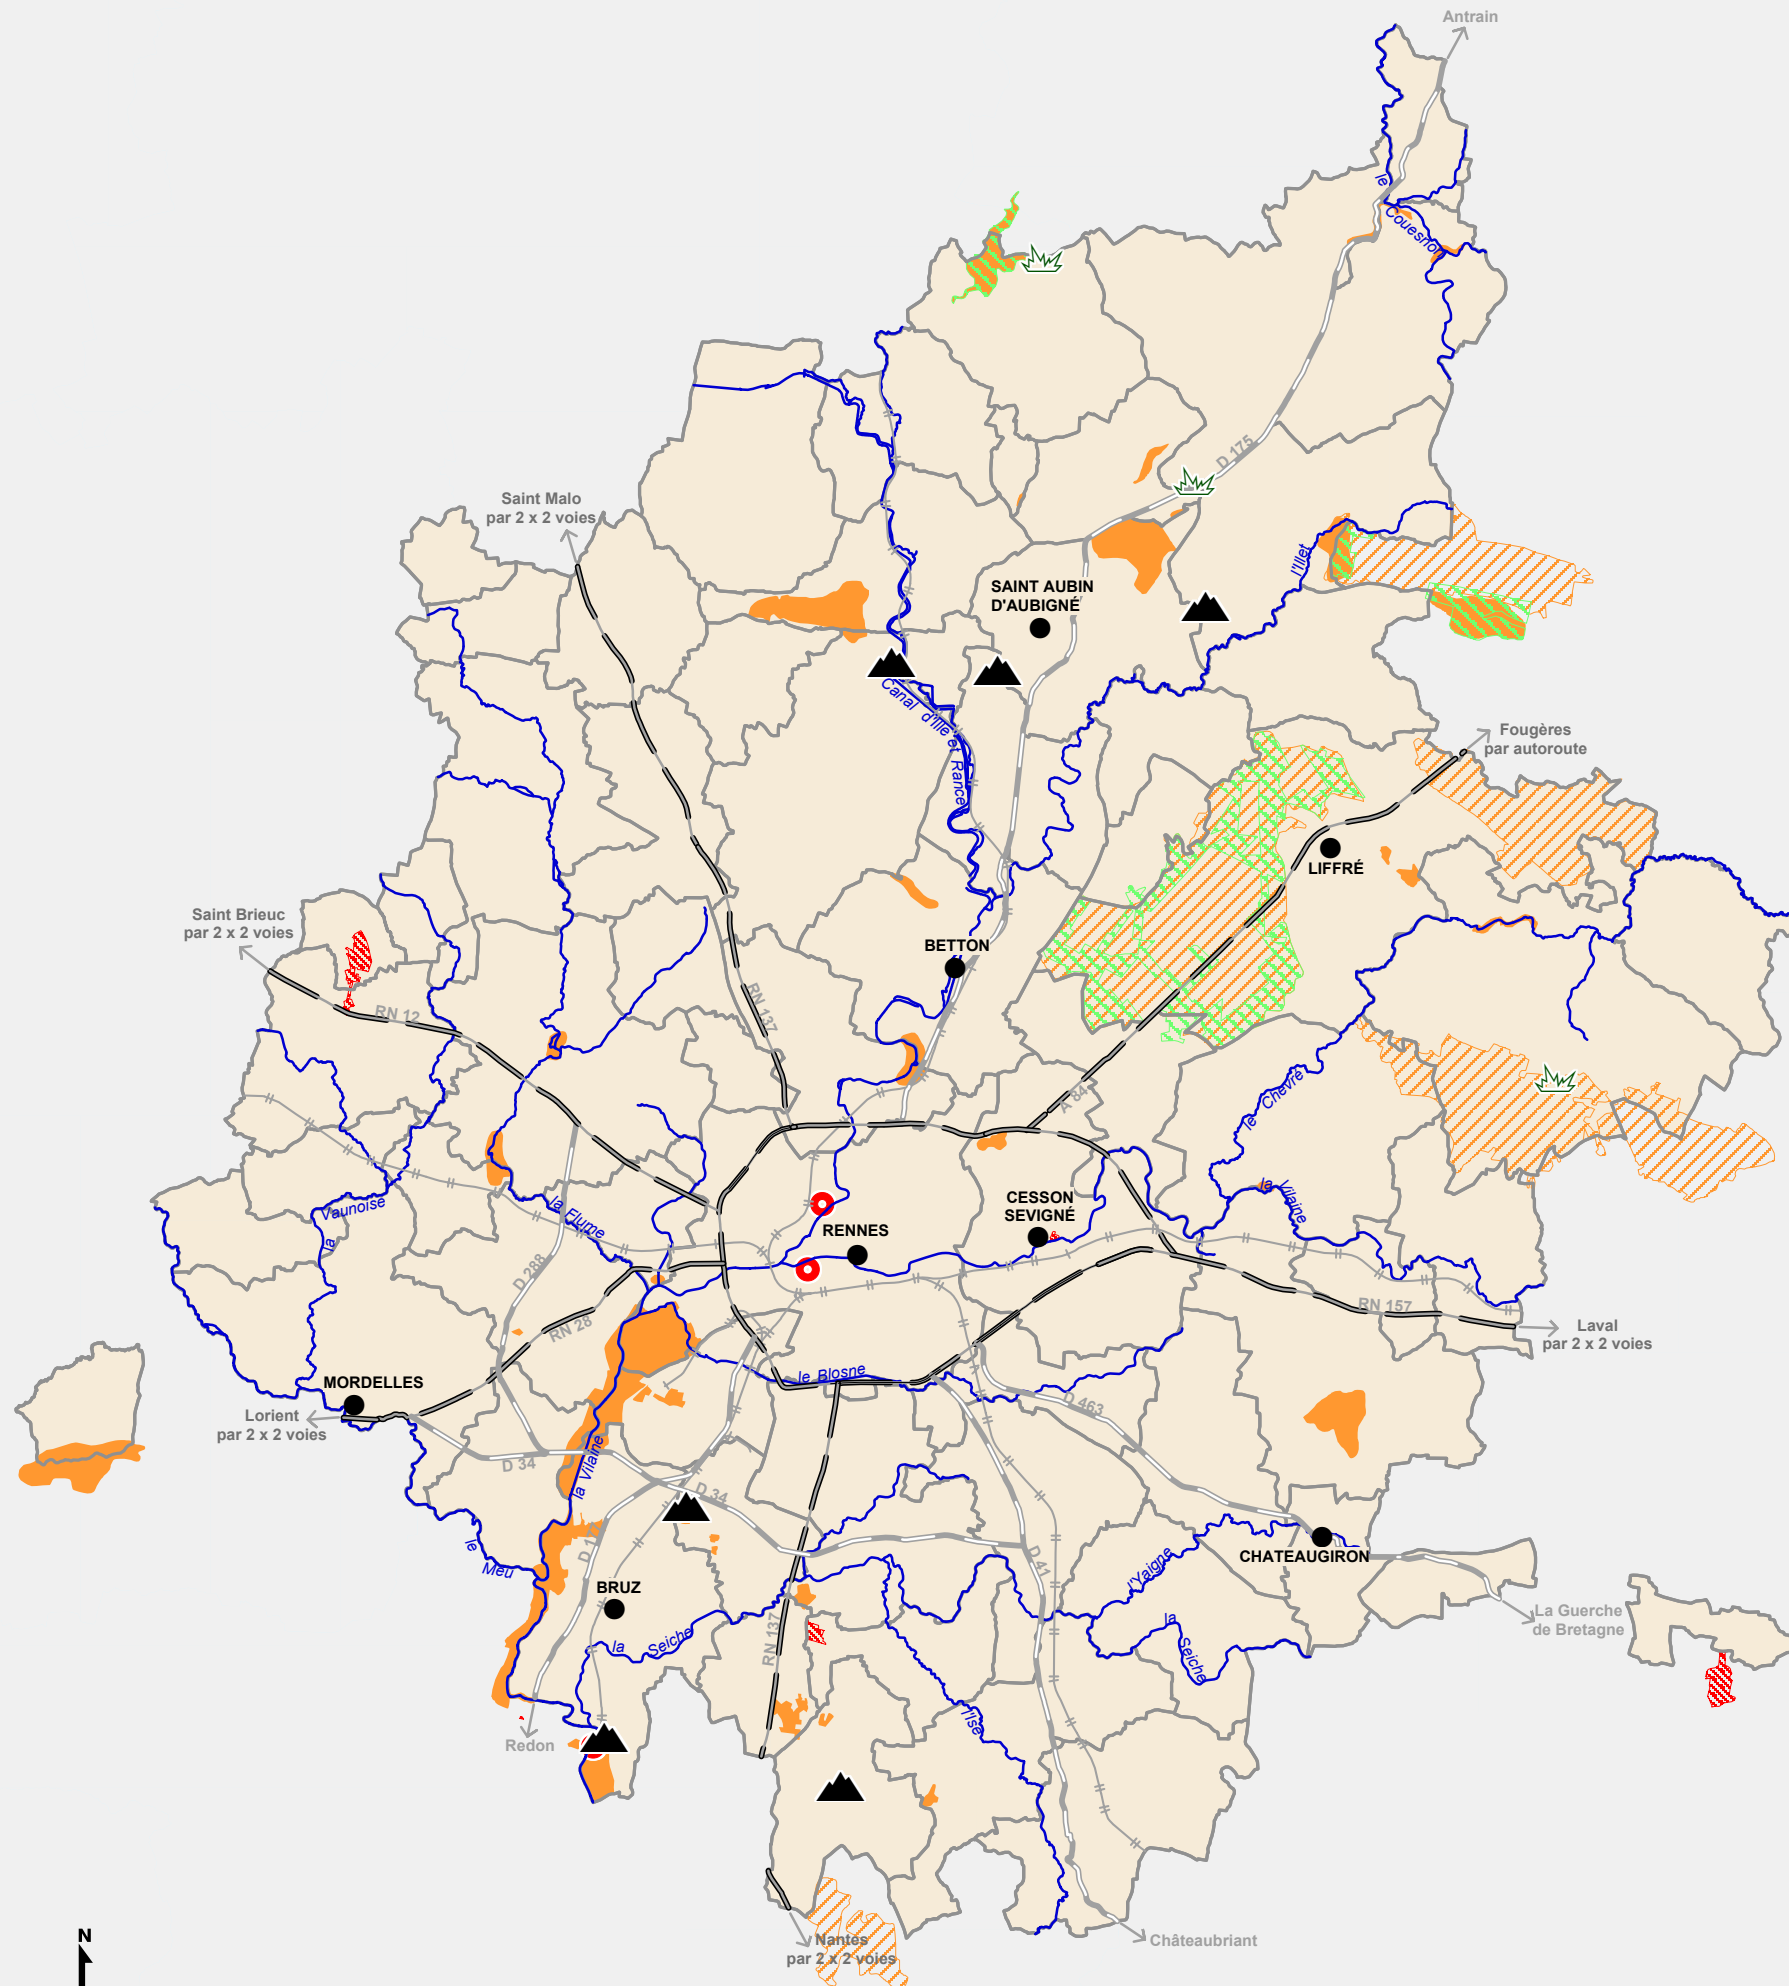 Antrain
le
Couesnon
Saint Malo
par 2 x 2 voies
D 175
l'Illet
SAINT AUBIN
D'AUBIGNÉ
Canal d'Ille et Rance
Fougères
par autoroute
LIFFRÉ
Saint Brieuc
par 2 x 2 voies
BETTON
RN 12
RN 137
A 84
le Chevré
la Vaunoise
la Flume
CESSON
SEVIGNÉ
la Vilaine
RENNES
D 288
RN 28
RN 157
Laval
par 2 x 2 voies
le Blosne
MORDELLES
Lorient
par 2 x 2 voies
D 463
D 34
la Vilaine
D 34
le Meu
D 41
CHATEAUGIRON
l'Yaigne
BRUZ
la Seiche
RN 137
la Seiche
La Guerche
de Bretagne
l'Ise
Redon
Nantes
par 2 x 2 voies
Châteaubriant
N